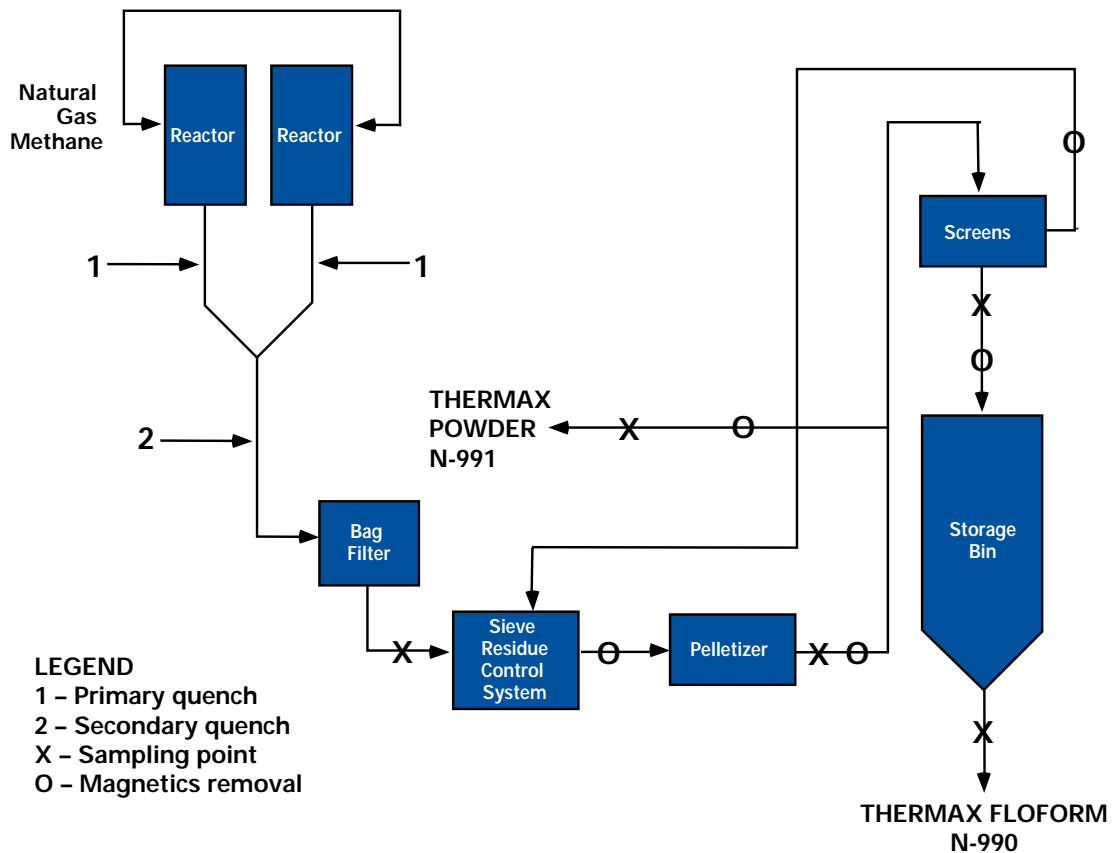 Natural
Gas
Methane
Reactor
Reactor
1
1
2
O
Screens
X
O
THERMAX
POWDER
N-991
X
O
Bag
Filter
Storage
Bin
X
Sieve
Residue
Control
System
O
Pelletizer
X
O
LEGEND
1 – Primary quench
2 – Secondary quench
X – Sampling point
O – Magnetics removal
X
THERMAX FLOFORM
N-990